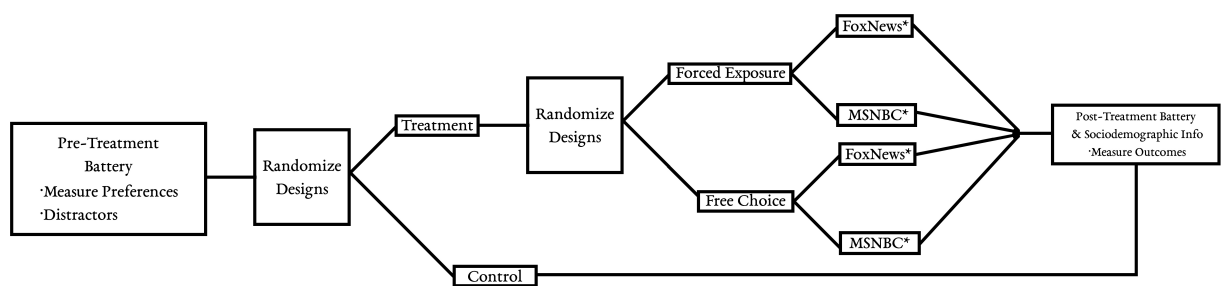 Pre-Treatment
Battery
·Measure Preferences
·Distractors
Randomize
Designs
Treatment
Control
Randomize
Designs
Forced Exposure
Free Choice
FoxNews*
MSNBC*
FoxNews*
MSNBC*
Post-Treatment Battery
& Sociodemographic Info
·Measure Outcomes